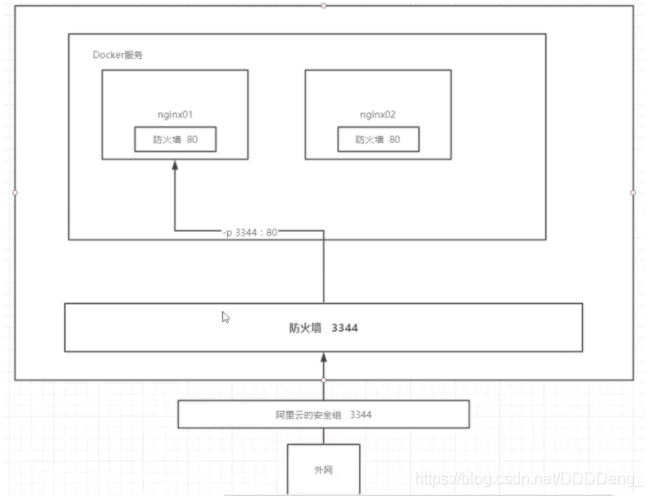 Docker服务
nginx01
防火墙 80
nginx02
防火墙 80
-p 3344：80
防火墙 3344
阿里云的安全组 3344
外网
https://blog.csdn.net/DDDDeng_